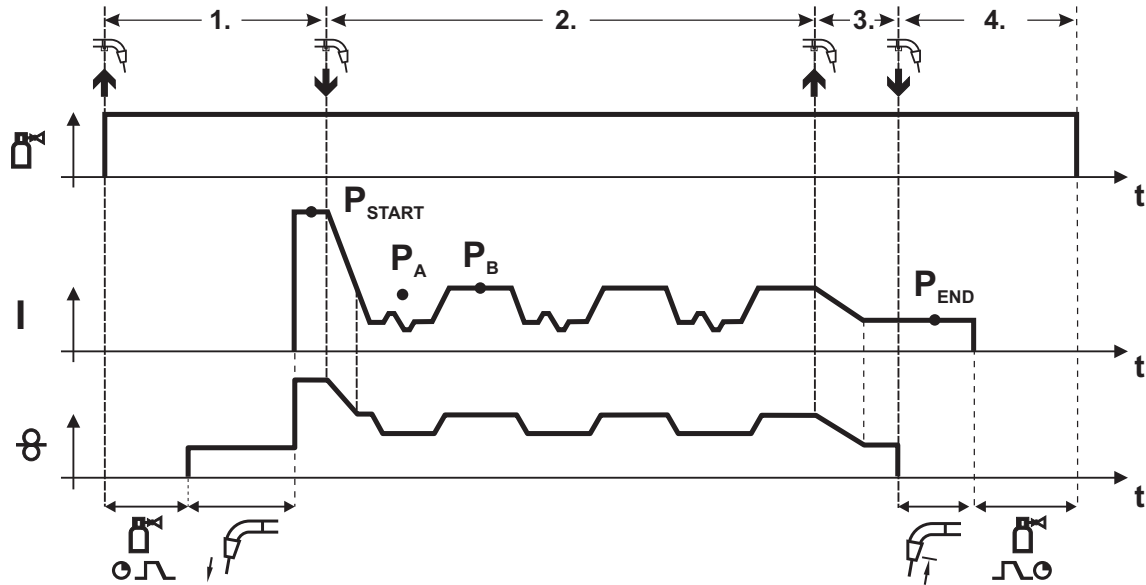 1. 2. 3. 4.
t
P_START
P_A P_B
P_END
I
t
t